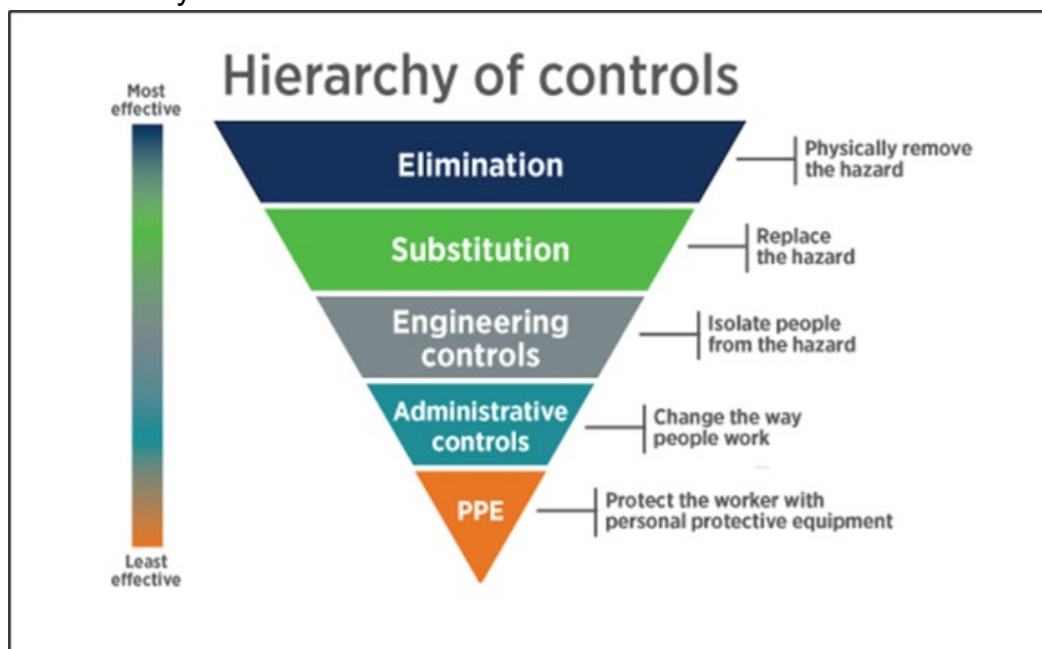 Hierarchy of controls
Most
effective
Elimination
Physically remove
the hazard
Substitution
Replace
the hazard
Engineering
controls
Isolate people
from the hazard
Administrative
controls
Change the way
people work
PPE
Protect the worker with
personal protective equipment
Least
effective